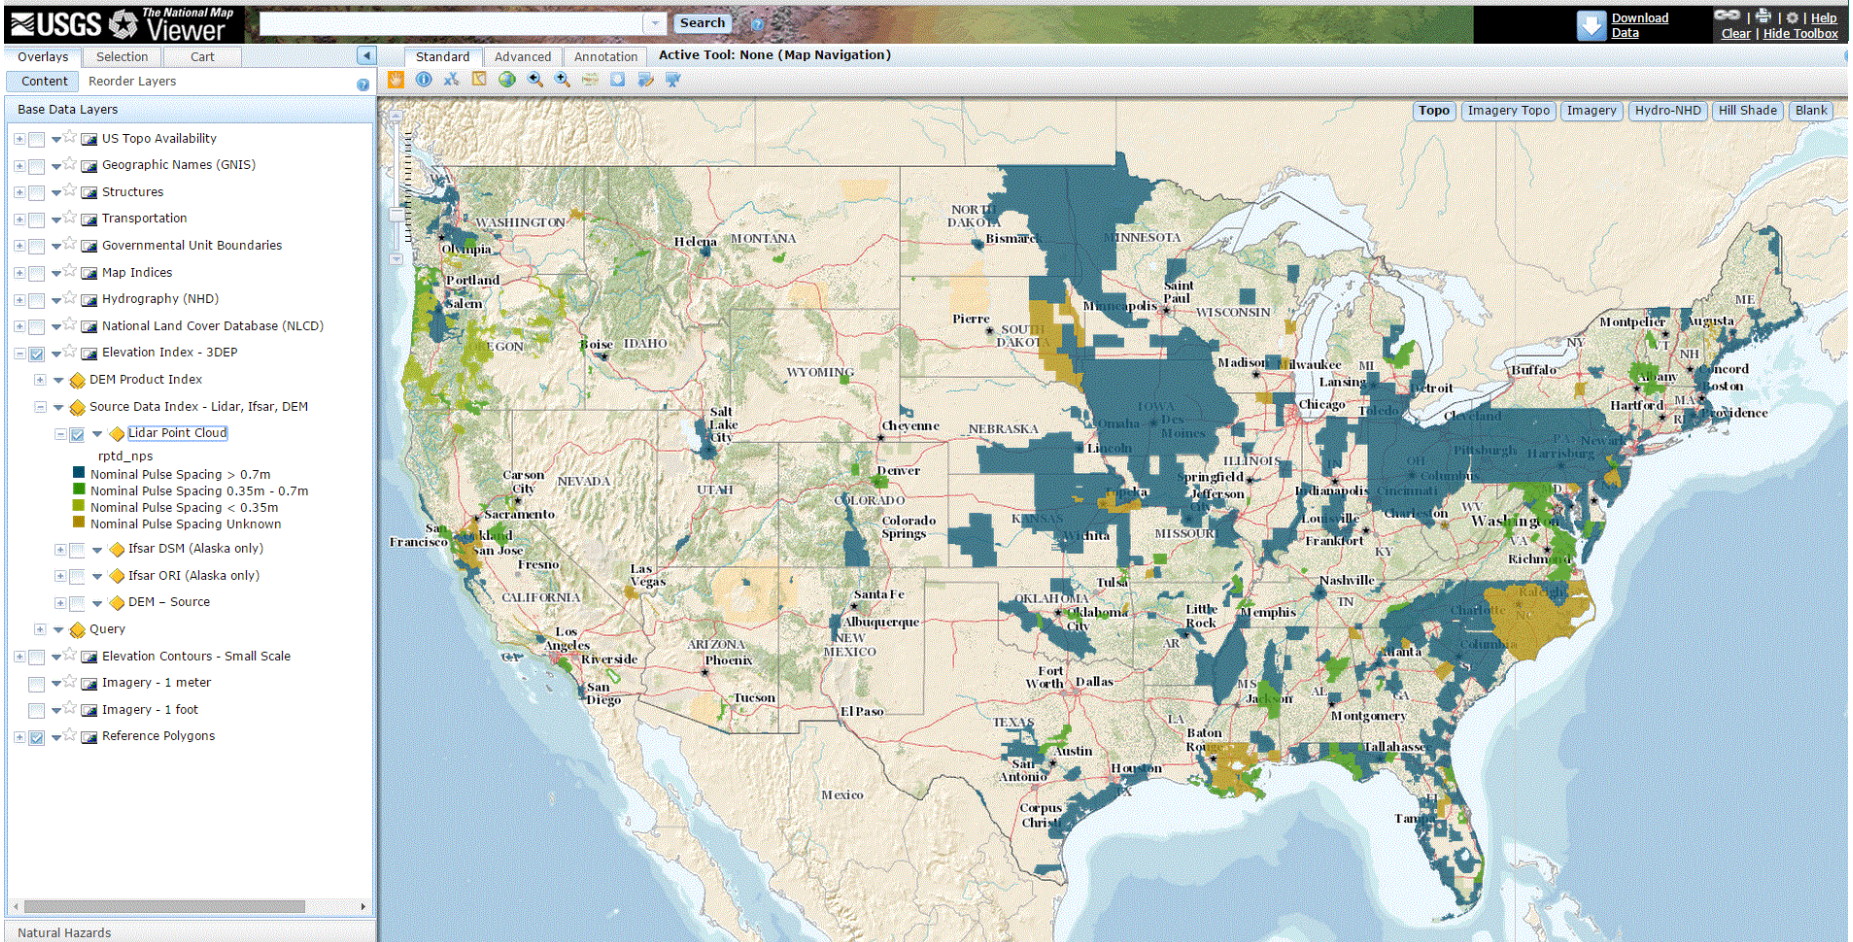 USGS The National Map Viewer
Search
Download Data
Help
Clear | Hide Toolbox
Overlays Selection Cart
Content Reorder Layers
Standard Advanced Annotation Active Tool: None (Map Navigation)
Topo Imagery Topo Imagery Hydro-NHD Hill Shade Blank
Base Data Layers
US Topo Availability
Geographic Names (GNIS)
Structures
Transportation
Governmental Unit Boundaries
Map Indices
Hydrography (NHD)
National Land Cover Database (NLCD)
Elevation Index - 3DEP
DEM Product Index
Source Data Index - Lidar, Ifsar, DEM
Lidar Point Cloud
rptd_nps
Nominal Pulse Spacing > 0.7m
Nominal Pulse Spacing 0.35m - 0.7m
Nominal Pulse Spacing < 0.35m
Nominal Pulse Spacing Unknown
Ifsar DSM (Alaska only)
Ifsar ORI (Alaska only)
DEM – Source
Query
Elevation Contours - Small Scale
Imagery - 1 meter
Imagery - 1 foot
Reference Polygons
Natural Hazards
WASHINGTON
Olympia
Portland
Salem
OREGON
Boise
IDAHO
Helena
MONTANA
NORTH DAKOTA
Bismarck
MINNESOTA
Saint Paul
Minneapolis
WISCONSIN
Pierre
SOUTH DAKOTA
WYOMING
Madison
Milwaukee
MI
Lansing
Detroit
Buffalo
NY
Montpelier
Augusta
ME
NH
Concord
Boston
Albany
Hartford
MA
RI
Providence
Chicago
Toledo
Cleveland
Salt Lake City
Cheyenne
NEBRASKA
IOWA
Omaha
Des Moines
Lincoln
ILLINOIS
Springfield
IN
Indianapolis
OH
Columbus
Cincinnati
Pittsburgh
PA
Harrisburg
Newark
Carson City
NEVADA
UTAH
Denver
COLORADO
Colorado Springs
Topeka
KANSAS
Wichita
Jefferson City
MISSOURI
Louisville
Frankfort
KY
Charleston
WV
Washington
MD
VA
Richmond
Sacramento
San Francisco
Oakland
San Jose
Fresno
CALIFORNIA
Las Vegas
Los Angeles
Riverside
San Diego
ARIZONA
Phoenix
Tucson
Santa Fe
Albuquerque
NEW MEXICO
El Paso
Tulsa
OKLAHOMA
Oklahoma City
Little Rock
AR
Memphis
Nashville
TN
Charlotte
Raleigh
NC
Columbia
Atlanta
GA
AL
Montgomery
MS
Jackson
LA
Baton Rouge
Tallahassee
FL
Tampa
Fort Worth
Dallas
TEXAS
Austin
San Antonio
Houston
TX
Corpus Christi
Mexico